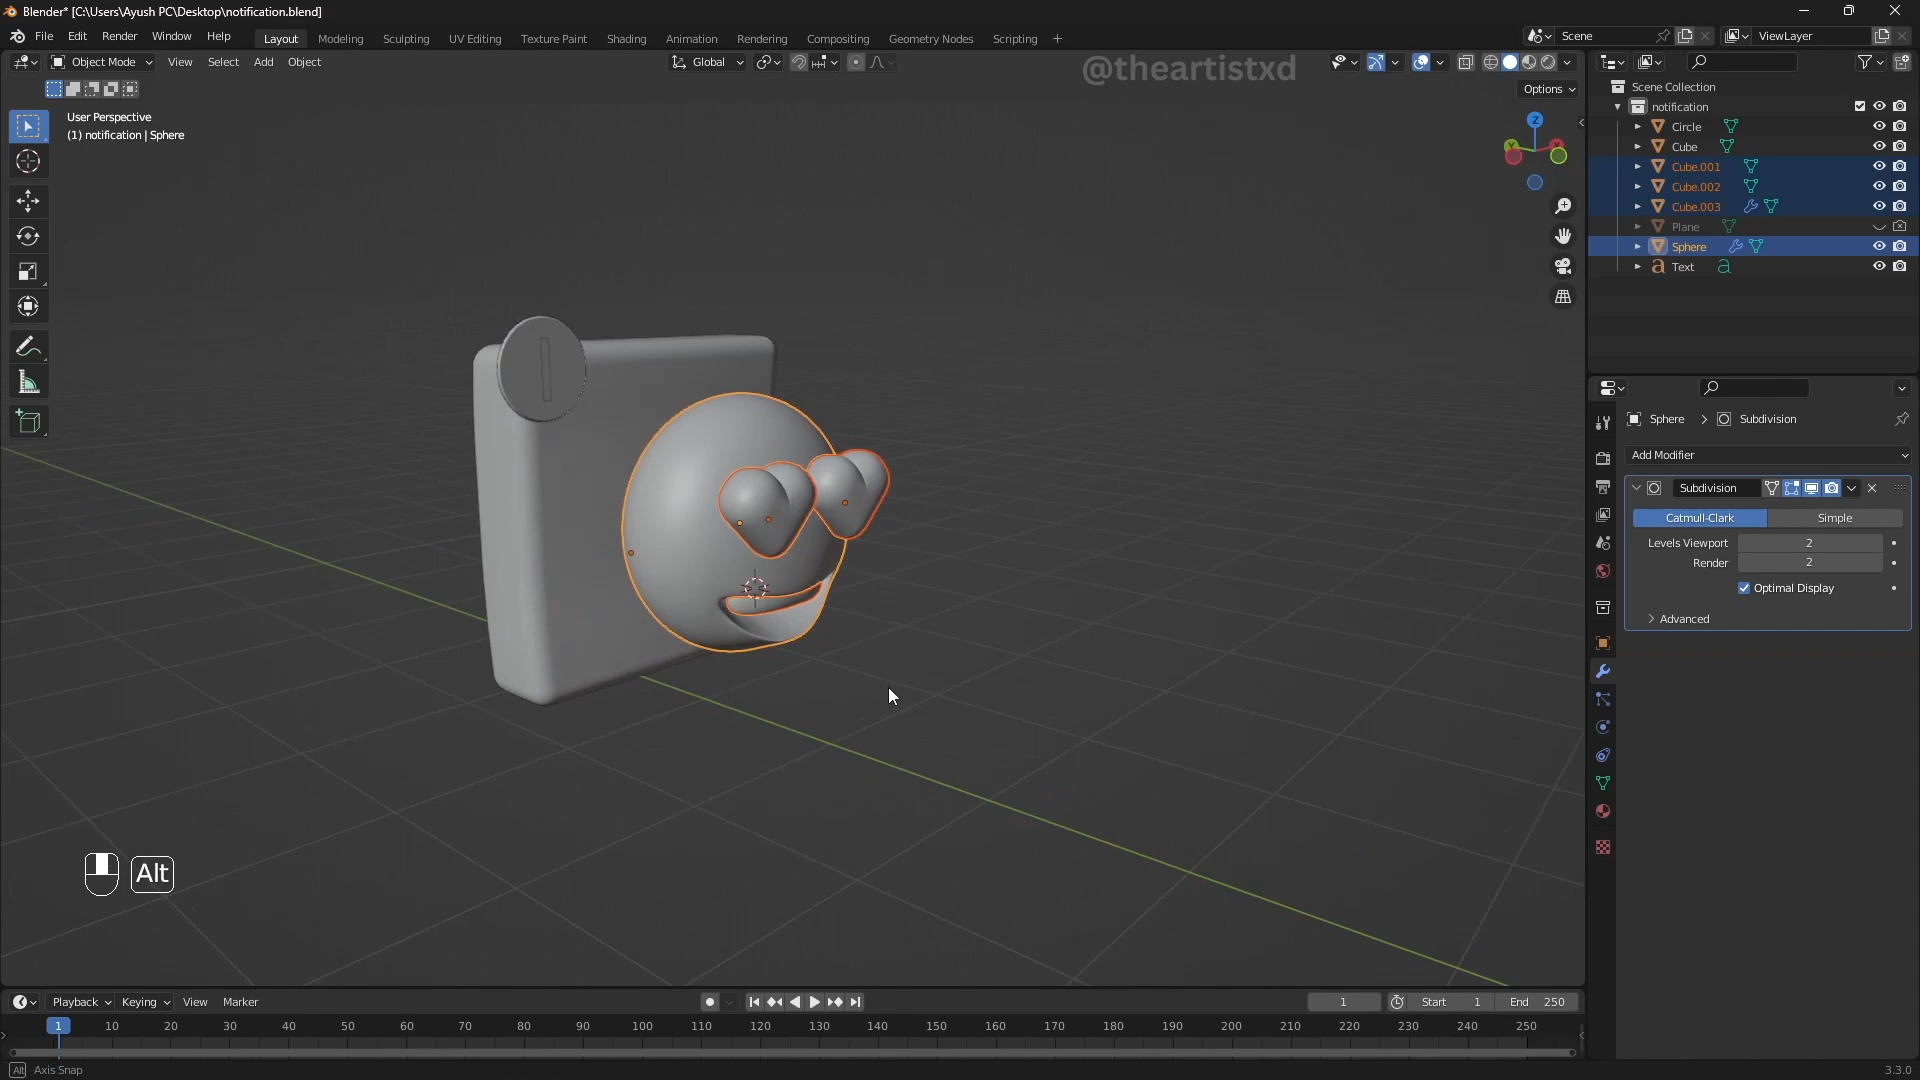 Blender* [C:\Users\Ayush PC\Desktop\notification.blend]
File Edit Render Window Help Layout Modeling Sculpting UV Editing Texture Paint Shading Animation Rendering Compositing Geometry Nodes Scripting + Scene ViewLayer
Object Mode View Select Add Object Global @theartistxd
Options
User Perspective
(1) notification | Sphere
Z
Y
X
Scene Collection
notification
Circle
Cube
Cube.001
Cube.002
Cube.003
Plane
Sphere
Text
Sphere > Subdivision
Add Modifier
Subdivision
Catmull-Clark Simple
Levels Viewport 2
Render 2
Optimal Display
Advanced
Alt
Playback Keying View Marker 1 Start 1 End 250
1 10 20 30 40 50 60 70 80 90 100 110 120 130 140 150 160 170 180 190 200 210 220 230 240 250
Alt Axis Snap 3.3.0